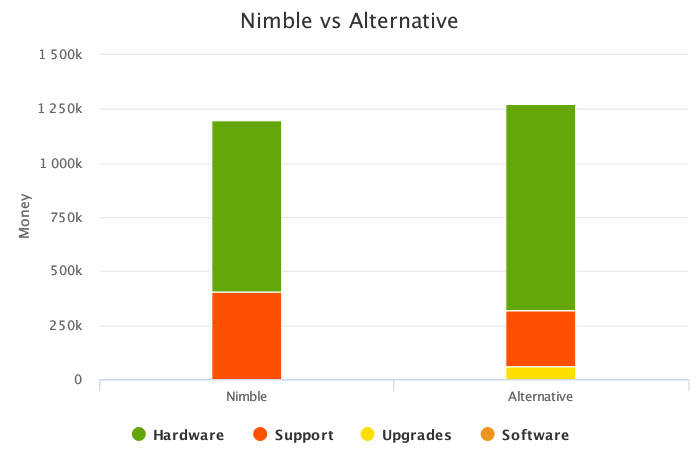 Nimble vs Alternative
1 500k
1 250k
1 000k
750k
500k
250k
0
Money
Nimble Alternative
Hardware Support Upgrades Software